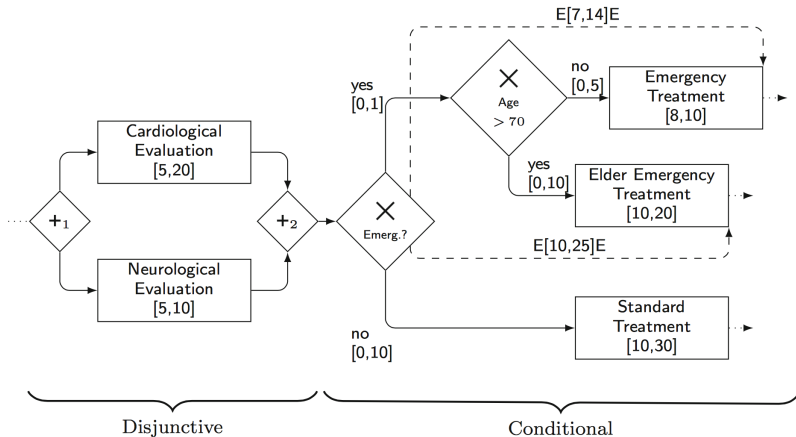 E[7,14]E
yes
[0,1]
Age
> 70
no
[0,5]
Emergency
Treatment
[8,10]
Cardiological
Evaluation
[5,20]
yes
[0,10]
Elder Emergency
Treatment
[10,20]
+1
+2
Emerg.?
E[10,25]E
Neurological
Evaluation
[5,10]
no
[0,10]
Standard
Treatment
[10,30]
Disjunctive
Conditional